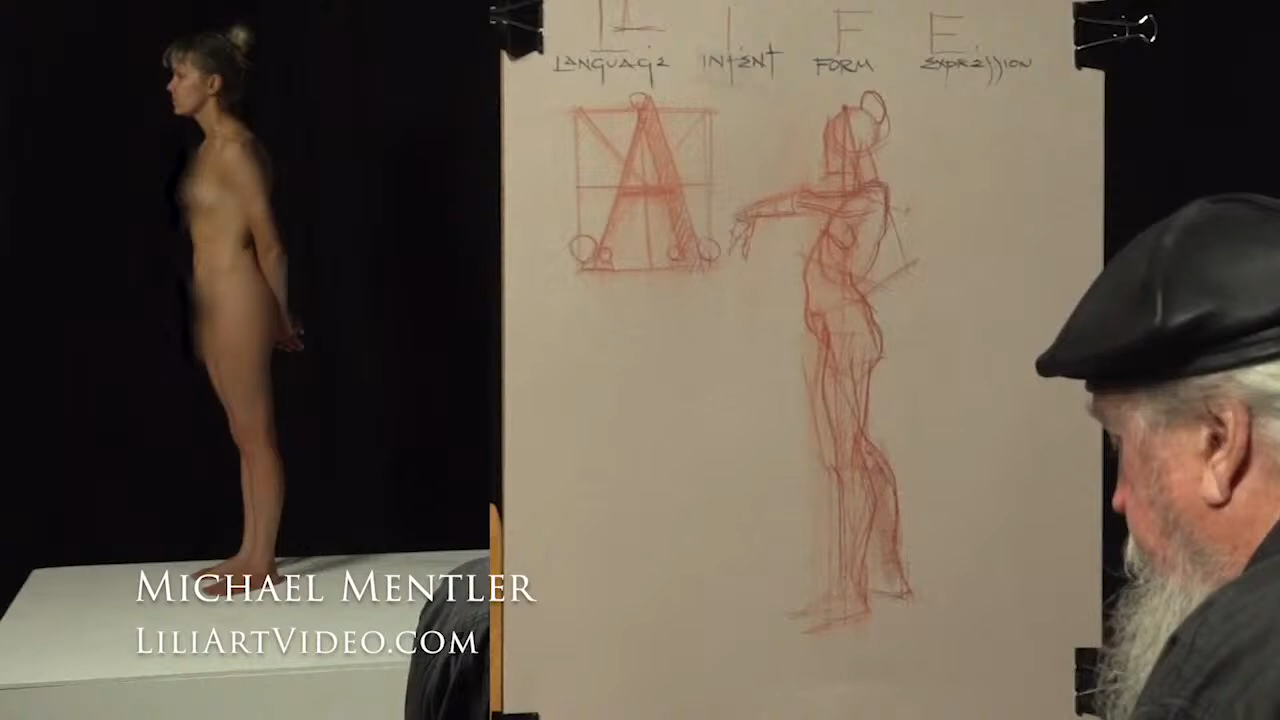 L I F E
LANGUAGE INTENT FORM EXPRESSION
A
MICHAEL MENTLER
LILIARTVIDEO.COM